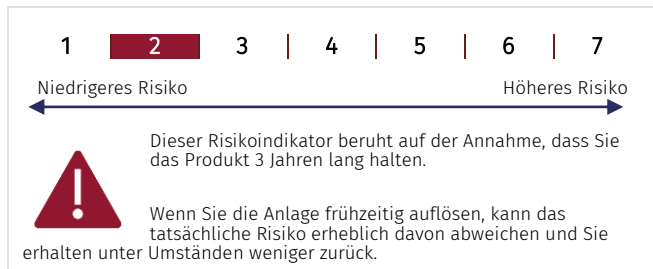 1 2 3 4 5 6 7
Niedrigeres Risiko Höheres Risiko
Dieser Risikoindikator beruht auf der Annahme, dass Sie
das Produkt 3 Jahren lang halten.
Wenn Sie die Anlage frühzeitig auflösen, kann das
tatsächliche Risiko erheblich davon abweichen und Sie
erhalten unter Umständen weniger zurück.